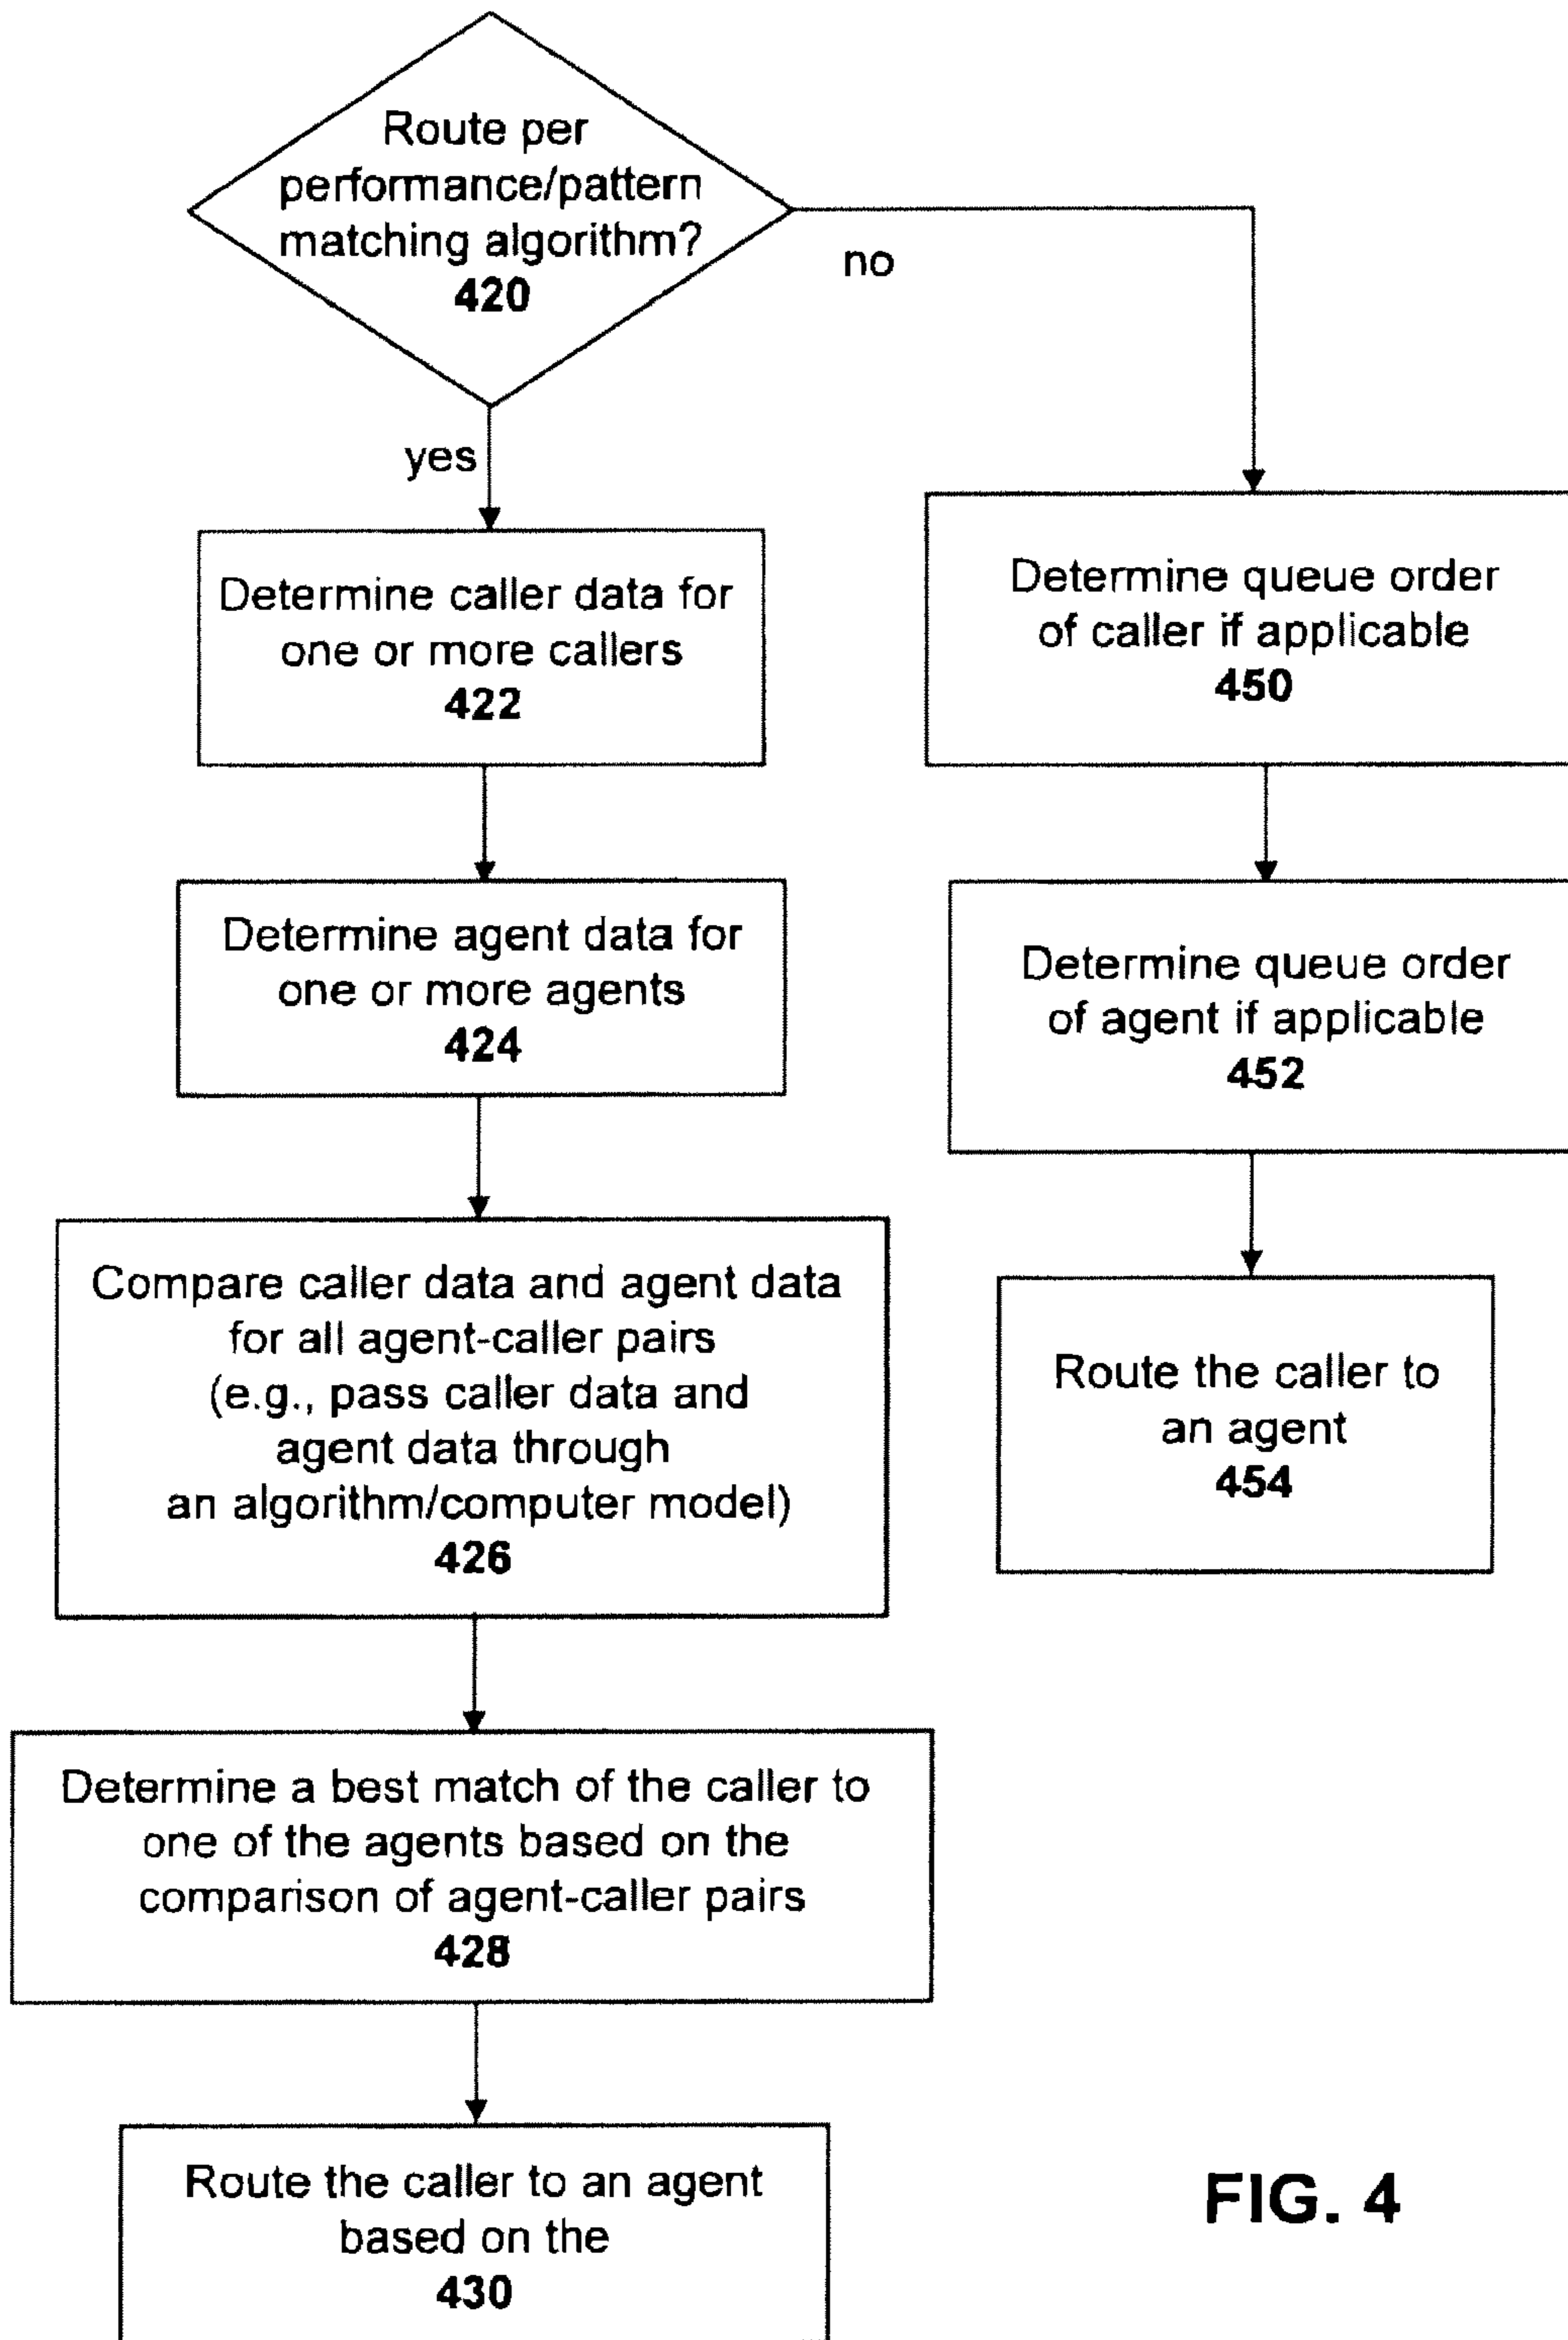 Route per
performance/pattern
matching algorithm?
420
no
yes
Determine caller data for
one or more callers
422
Determine agent data for
one or more agents
424
Compare caller data and agent data
for all agent-caller pairs
(e.g., pass caller data and
agent data through
an algorithm/computer model)
426
Determine a best match of the caller to
one of the agents based on the
comparison of agent-caller pairs
428
Route the caller to an agent
based on the
430
Determine queue order
of caller if applicable
450
Determine queue order
of agent if applicable
452
Route the caller to
an agent
454
FIG. 4